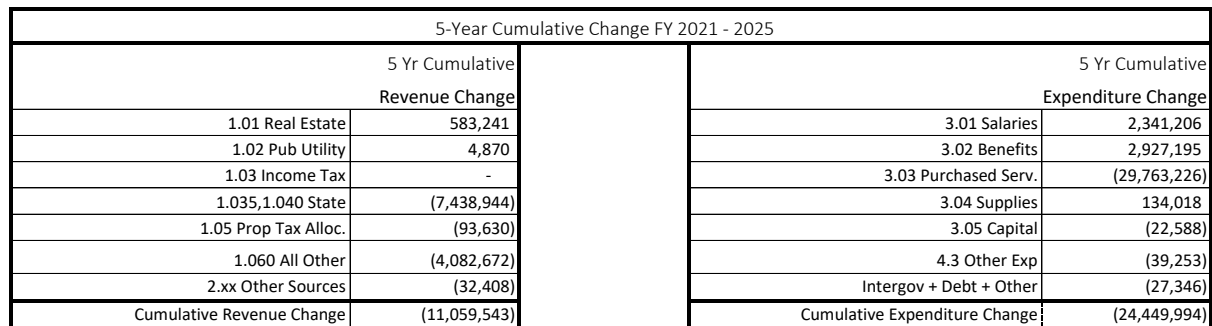 5-Year Cumulative Change FY 2021 - 2025
5 Yr Cumulative 5 Yr Cumulative
Revenue Change Expenditure Change
1.01 Real Estate 583,241 3.01 Salaries 2,341,206
1.02 Pub Utility 4,870 3.02 Benefits 2,927,195
1.03 Income Tax - 3.03 Purchased Serv. (29,763,226)
1.035,1.040 State (7,438,944) 3.04 Supplies 134,018
1.05 Prop Tax Alloc. (93,630) 3.05 Capital (22,588)
1.060 All Other (4,082,672) 4.3 Other Exp (39,253)
2.xx Other Sources (32,408) Intergov + Debt + Other (27,346)
Cumulative Revenue Change (11,059,543) Cumulative Expenditure Change (24,449,994)